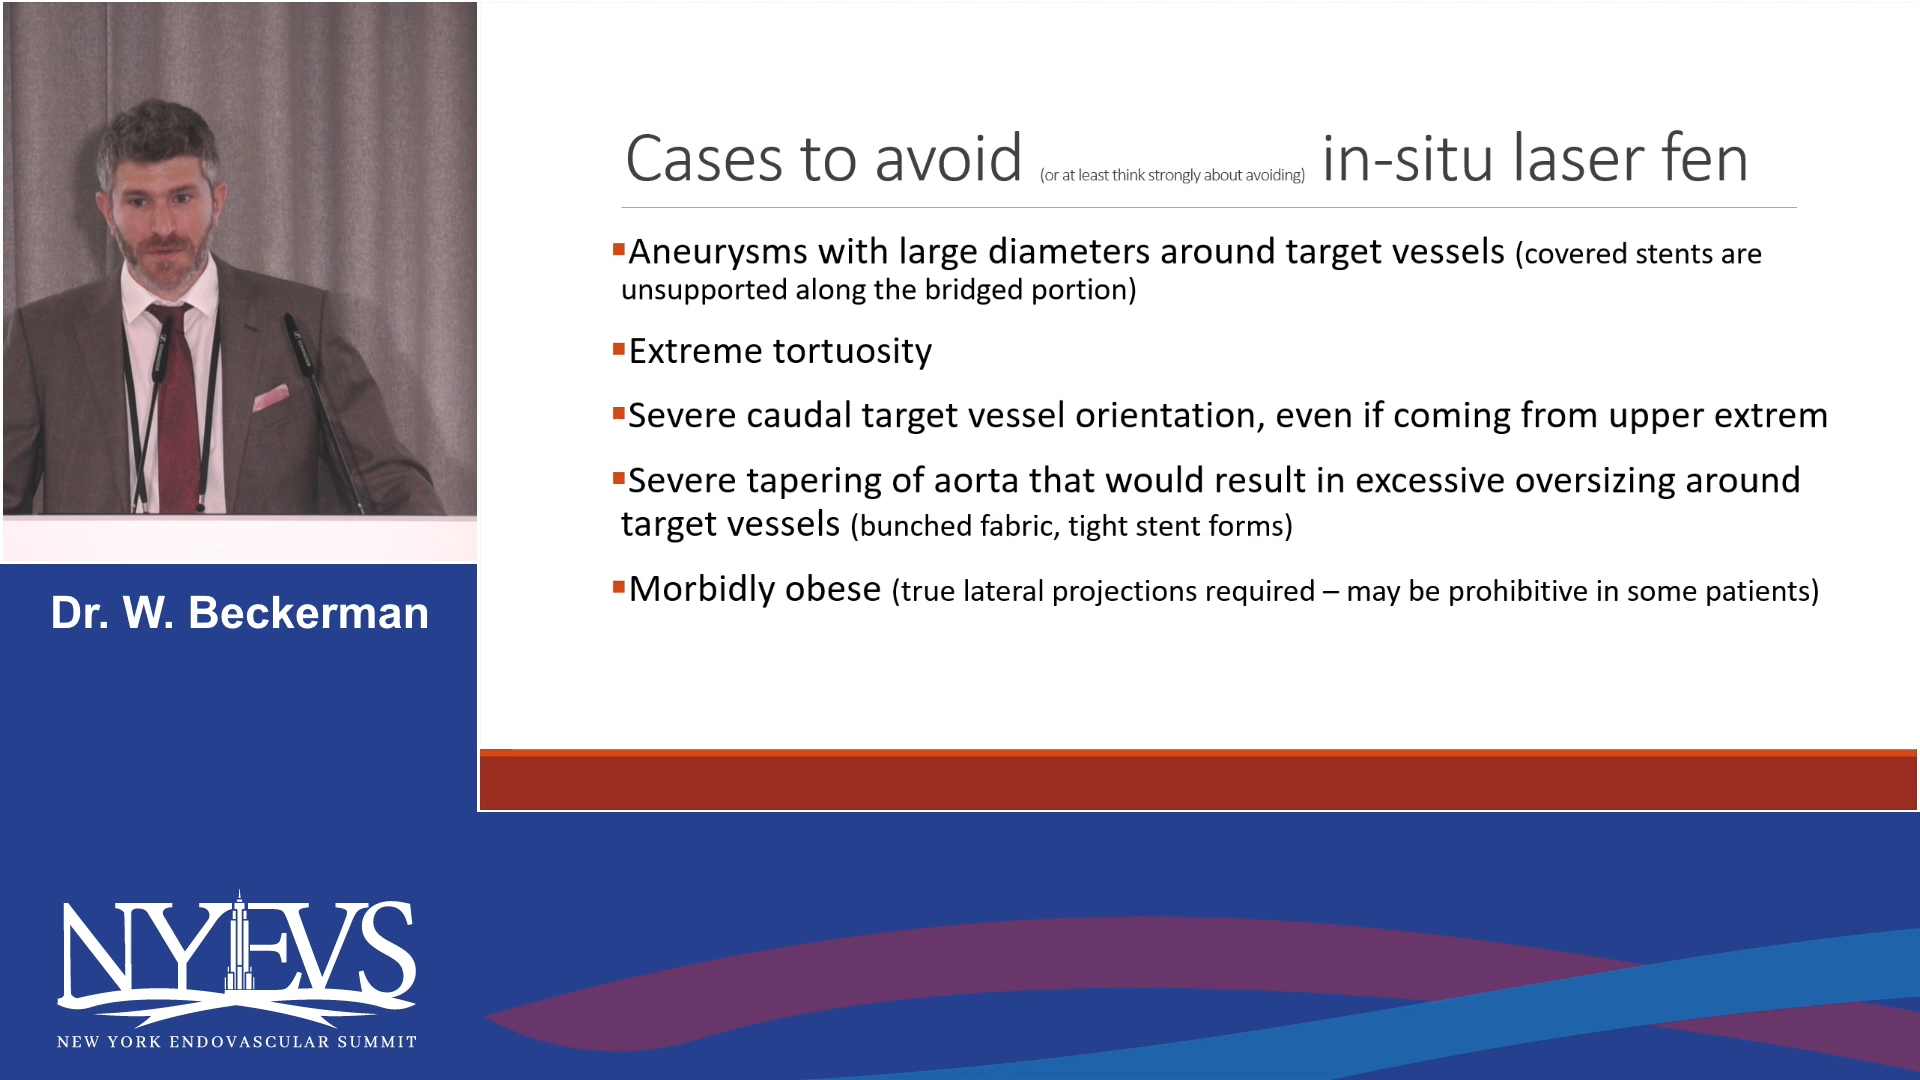 Cases to avoid (or at least think strongly about avoiding) in-situ laser fen
▪Aneurysms with large diameters around target vessels (covered stents are
unsupported along the bridged portion)
▪Extreme tortuosity
▪Severe caudal target vessel orientation, even if coming from upper extrem
▪Severe tapering of aorta that would result in excessive oversizing around
target vessels (bunched fabric, tight stent forms)
▪Morbidly obese (true lateral projections required – may be prohibitive in some patients)
Dr. W. Beckerman
NYEVS
NEW YORK ENDOVASCULAR SUMMIT